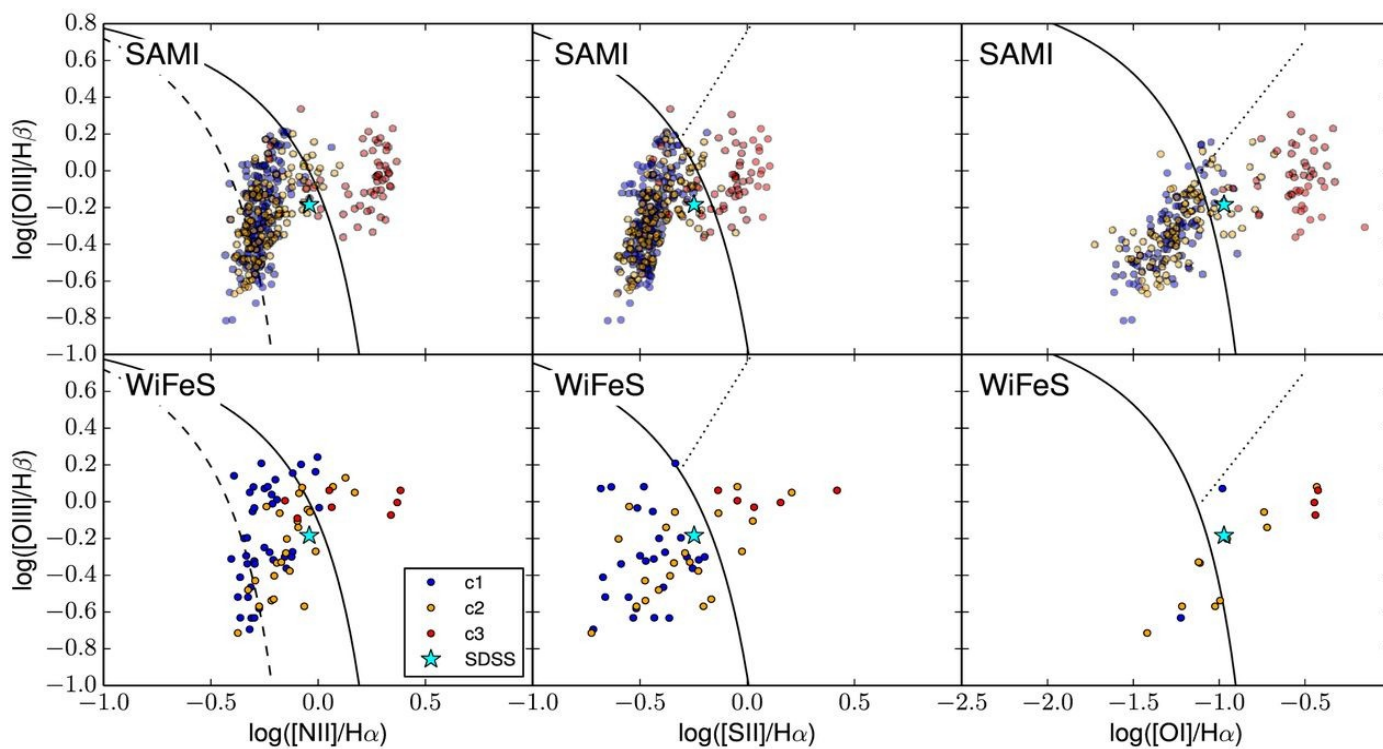 0.8
0.6
0.4
0.2
0.0
−0.2
−0.4
−0.6
−0.8
−1.0
log([OIII]/Hβ)
SAMI
SAMI
SAMI
0.6
0.4
0.2
0.0
−0.2
−0.4
−0.6
−0.8
−1.0
log([OIII]/Hβ)
WiFeS
WiFeS
WiFeS
c1
c2
c3
SDSS
−1.0 −0.5 0.0 0.5 −1.0 −0.5 0.0 0.5 −2.5 −2.0 −1.5 −1.0 −0.5
log([NII]/Hα) log([SII]/Hα) log([OI]/Hα)